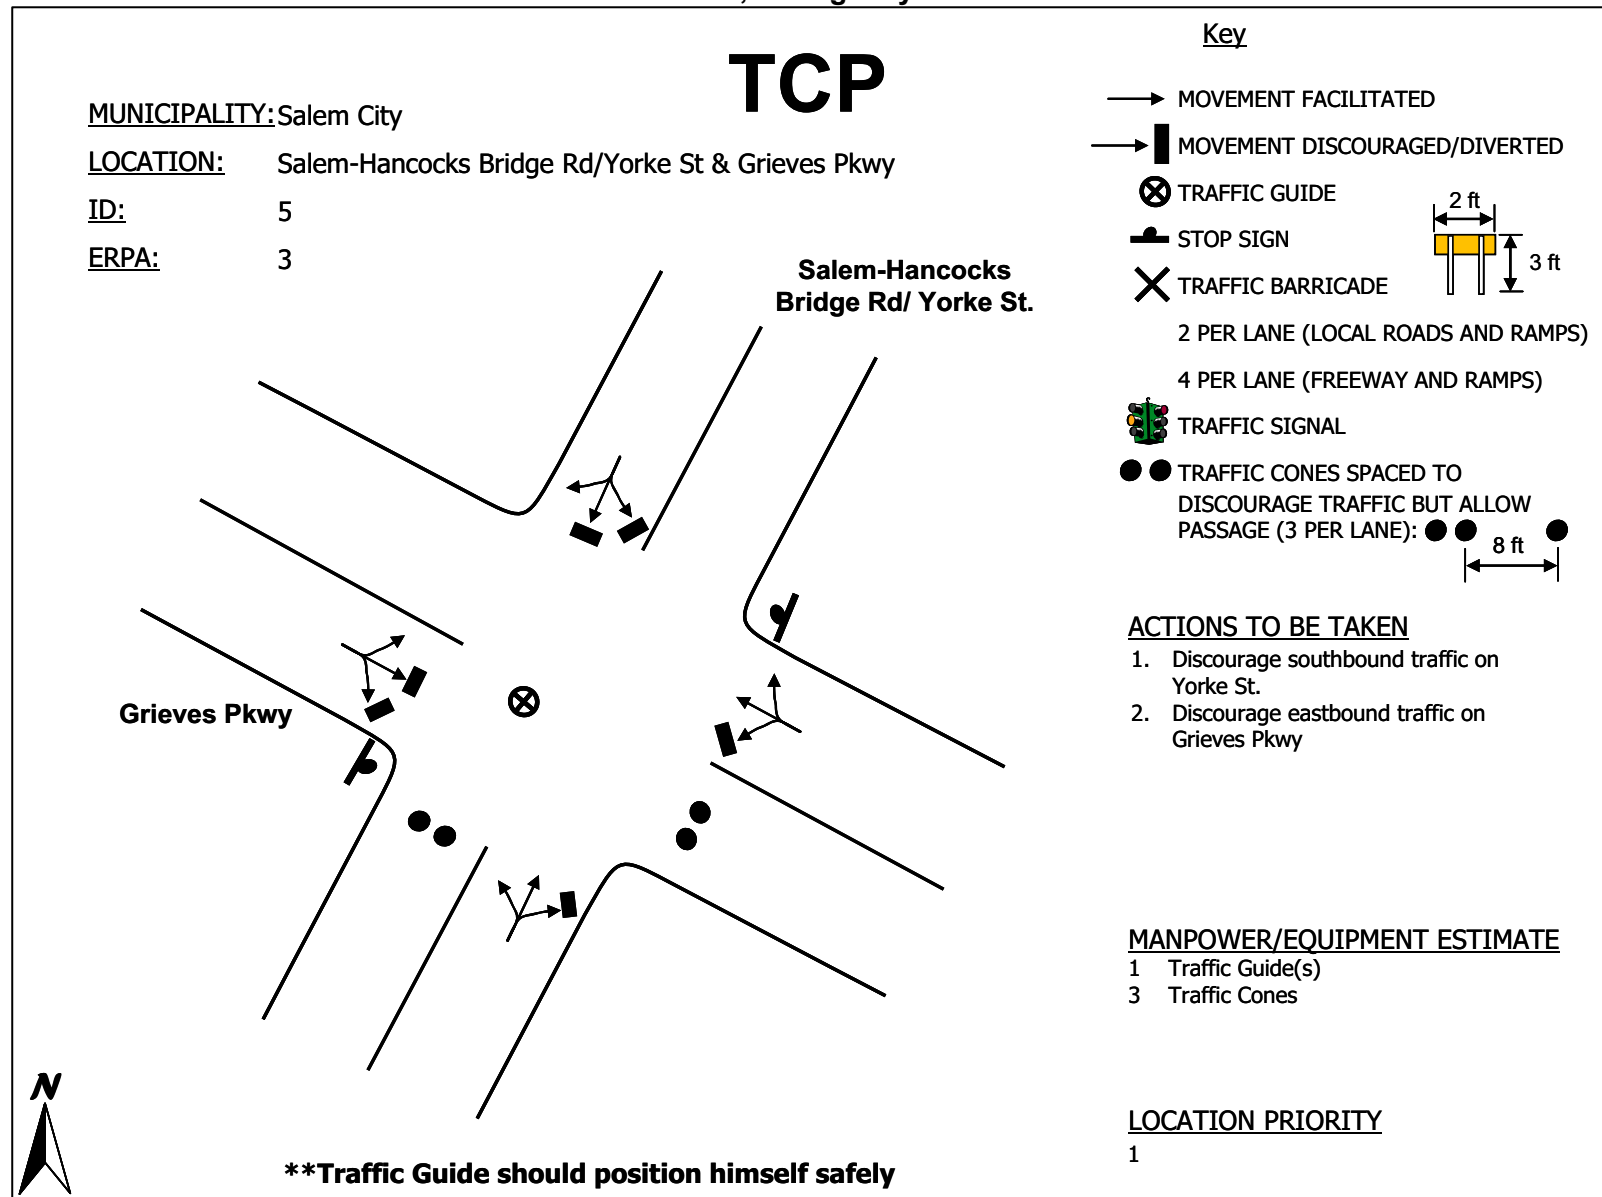 TCP
MUNICIPALITY: Salem City
LOCATION: Salem-Hancocks Bridge Rd/Yorke St & Grieves Pkwy
ID: 5
ERPA: 3
Salem-Hancocks
Bridge Rd/ Yorke St.
Grieves Pkwy
N
**Traffic Guide should position himself safely
Key
MOVEMENT FACILITATED
MOVEMENT DISCOURAGED/DIVERTED
TRAFFIC GUIDE
2 ft
STOP SIGN
3 ft
TRAFFIC BARRICADE
2 PER LANE (LOCAL ROADS AND RAMPS)
4 PER LANE (FREEWAY AND RAMPS)
TRAFFIC SIGNAL
TRAFFIC CONES SPACED TO
DISCOURAGE TRAFFIC BUT ALLOW
PASSAGE (3 PER LANE):
8 ft
ACTIONS TO BE TAKEN
1. Discourage southbound traffic on
Yorke St.
2. Discourage eastbound traffic on
Grieves Pkwy
MANPOWER/EQUIPMENT ESTIMATE
1 Traffic Guide(s)
3 Traffic Cones
LOCATION PRIORITY
1